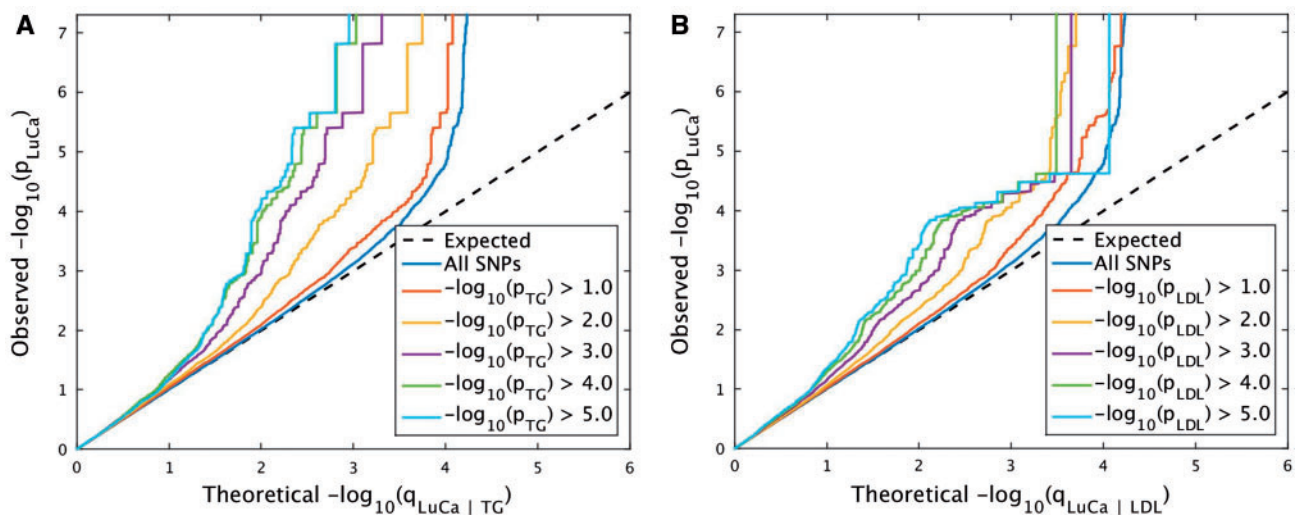 A
Observed -log10(pLuCa)
7
6
5
4
3
2
1
0
0 1 2 3 4 5 6
Theoretical -log10(qLuCa | TG)
Expected
All SNPs
-log10(pTG) > 1.0
-log10(pTG) > 2.0
-log10(pTG) > 3.0
-log10(pTG) > 4.0
-log10(pTG) > 5.0
B
Observed -log10(pLuCa)
7
6
5
4
3
2
1
0
0 1 2 3 4 5 6
Theoretical -log10(qLuCa | LDL)
Expected
All SNPs
-log10(pLDL) > 1.0
-log10(pLDL) > 2.0
-log10(pLDL) > 3.0
-log10(pLDL) > 4.0
-log10(pLDL) > 5.0